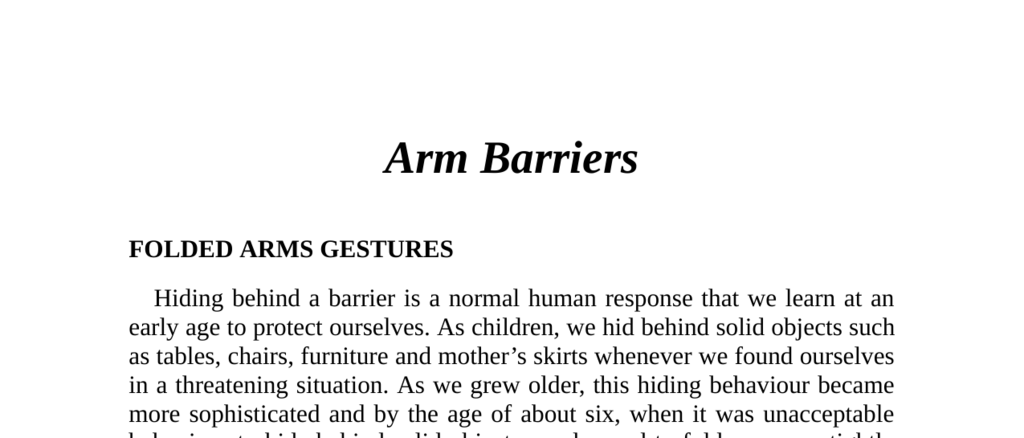 Arm Barriers
FOLDED ARMS GESTURES
Hiding behind a barrier is a normal human response that we learn at an
early age to protect ourselves. As children, we hid behind solid objects such
as tables, chairs, furniture and mother’s skirts whenever we found ourselves
in a threatening situation. As we grew older, this hiding behaviour became
more sophisticated and by the age of about six, when it was unacceptable